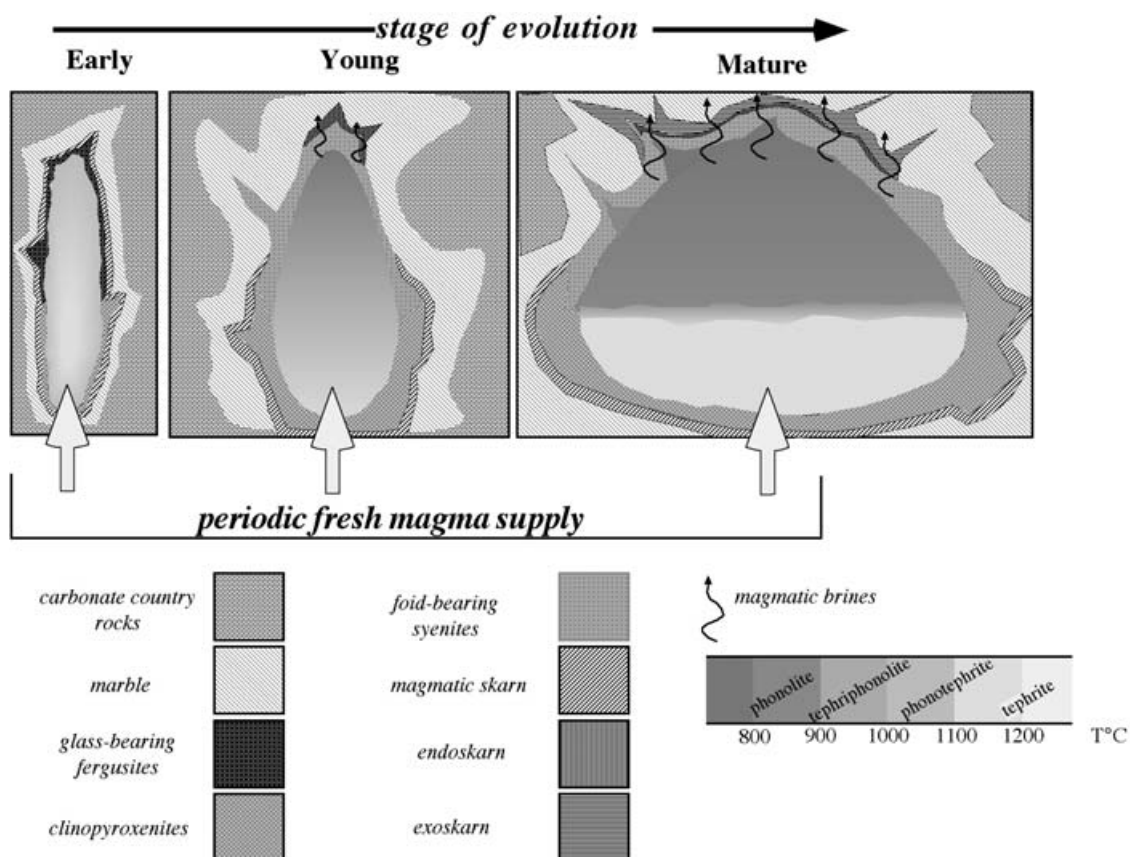 stage of evolution
Early
Young
Mature
periodic fresh magma supply
carbonate country
rocks
marble
glass-bearing
fergusites
clinopyroxenites
foid-bearing
syenites
magmatic skarn
endoskarn
exoskarn
magmatic brines
phonolite
tephriphonolite
phonotephrite
tephrite
800 900 1000 1100 1200 T°C